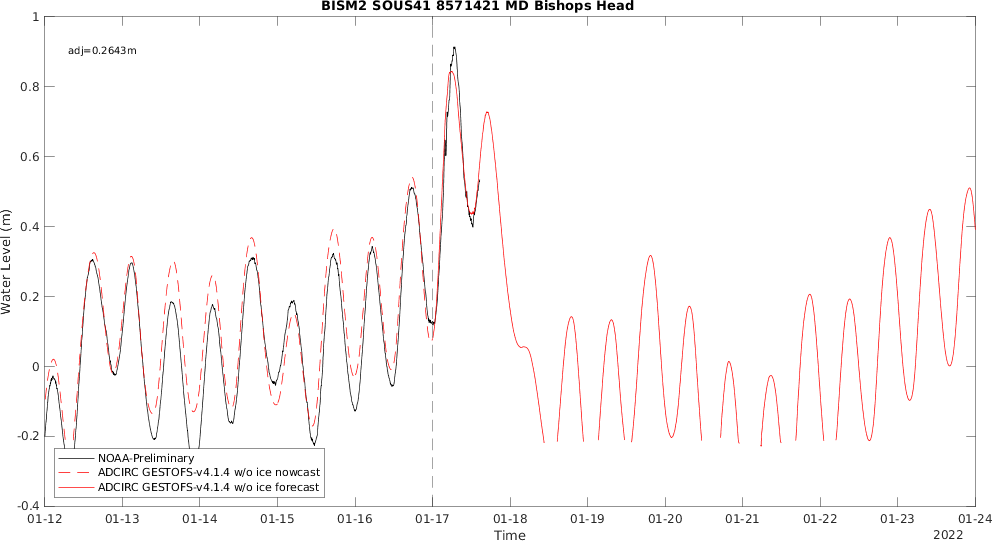 BISM2 SOUS41 8571421 MD Bishops Head
1
adj=0.2643m
0.8
0.6
0.4
0.2
0
-0.2
-0.4
Water Level (m)
NOAA-Preliminary
ADCIRC GESTOFS-v4.1.4 w/o ice nowcast
ADCIRC GESTOFS-v4.1.4 w/o ice forecast
01-12 01-13 01-14 01-15 01-16 01-17 01-18 01-19 01-20 01-21 01-22 01-23 01-24
Time
2022